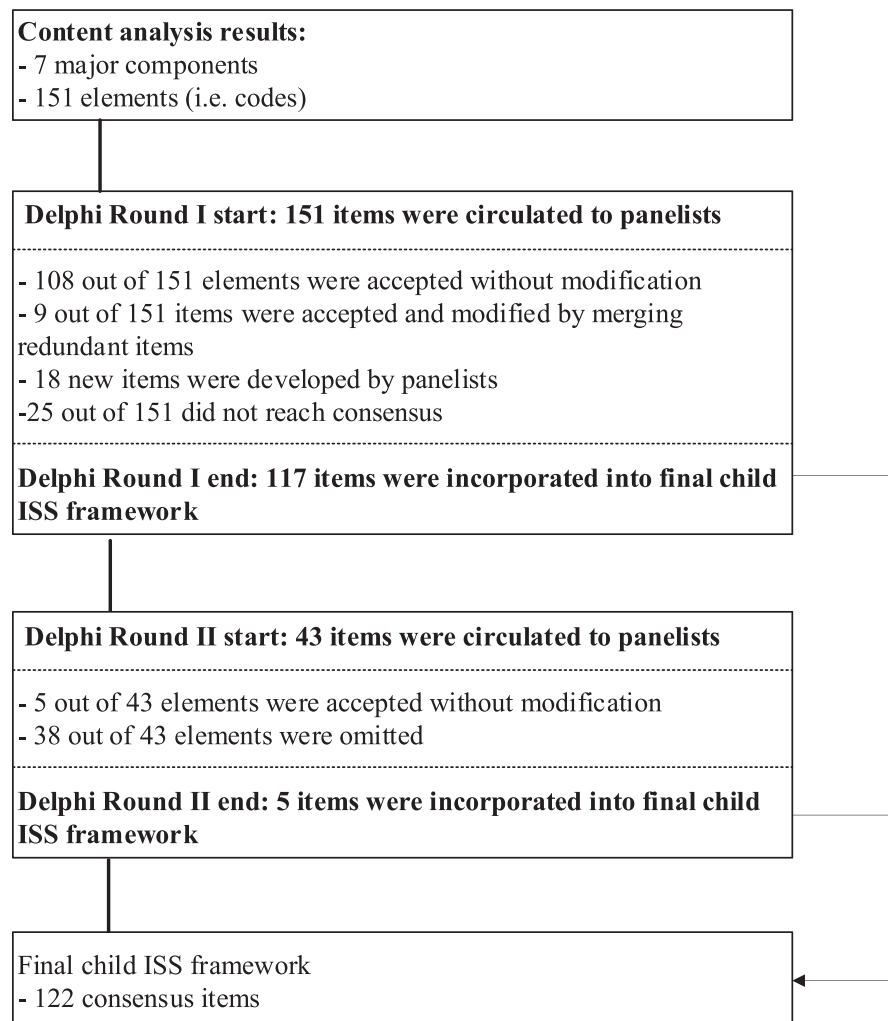 Content analysis results:
- 7 major components
- 151 elements (i.e. codes)
Delphi Round I start: 151 items were circulated to panelists
- 108 out of 151 elements were accepted without modification
- 9 out of 151 items were accepted and modified by merging
redundant items
- 18 new items were developed by panelists
-25 out of 151 did not reach consensus
Delphi Round I end: 117 items were incorporated into final child
ISS framework
Delphi Round II start: 43 items were circulated to panelists
- 5 out of 43 elements were accepted without modification
- 38 out of 43 elements were omitted
Delphi Round II end: 5 items were incorporated into final child
ISS framework
Final child ISS framework
- 122 consensus items